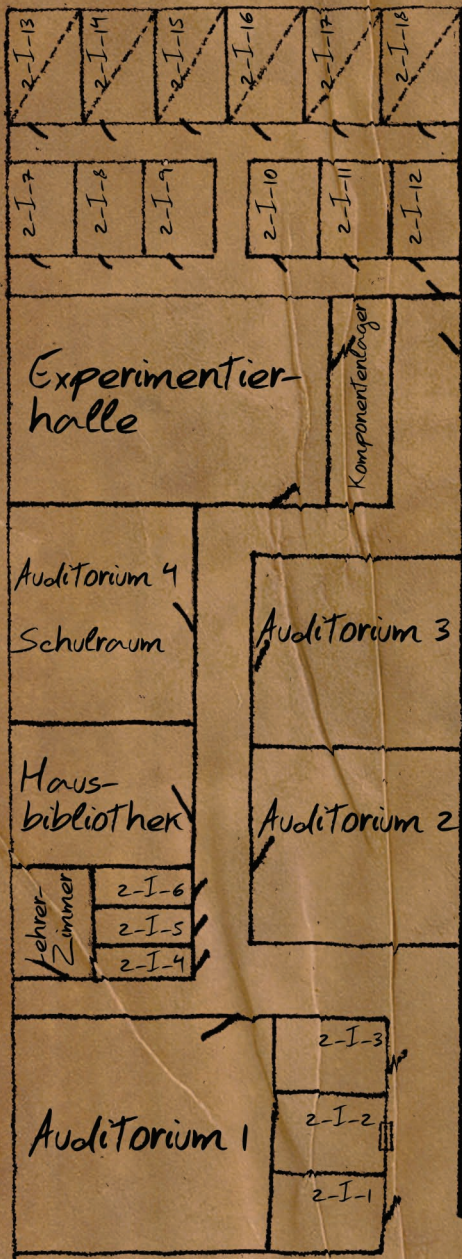 2-I-13
2-I-14
2-I-15
2-I-16
2-I-17
2-I-18
2-I-7
2-I-8
2-I-9
2-I-10
2-I-11
2-I-12
Experimentier-
halle
Komponentenlager
Auditorium 4
Schulraum
Auditorium 3
Haus-
bibliothek
Auditorium 2
Lehrer-
Zimmer
2-I-6
2-I-5
2-I-4
2-I-3
2-I-2
2-I-1
Auditorium 1